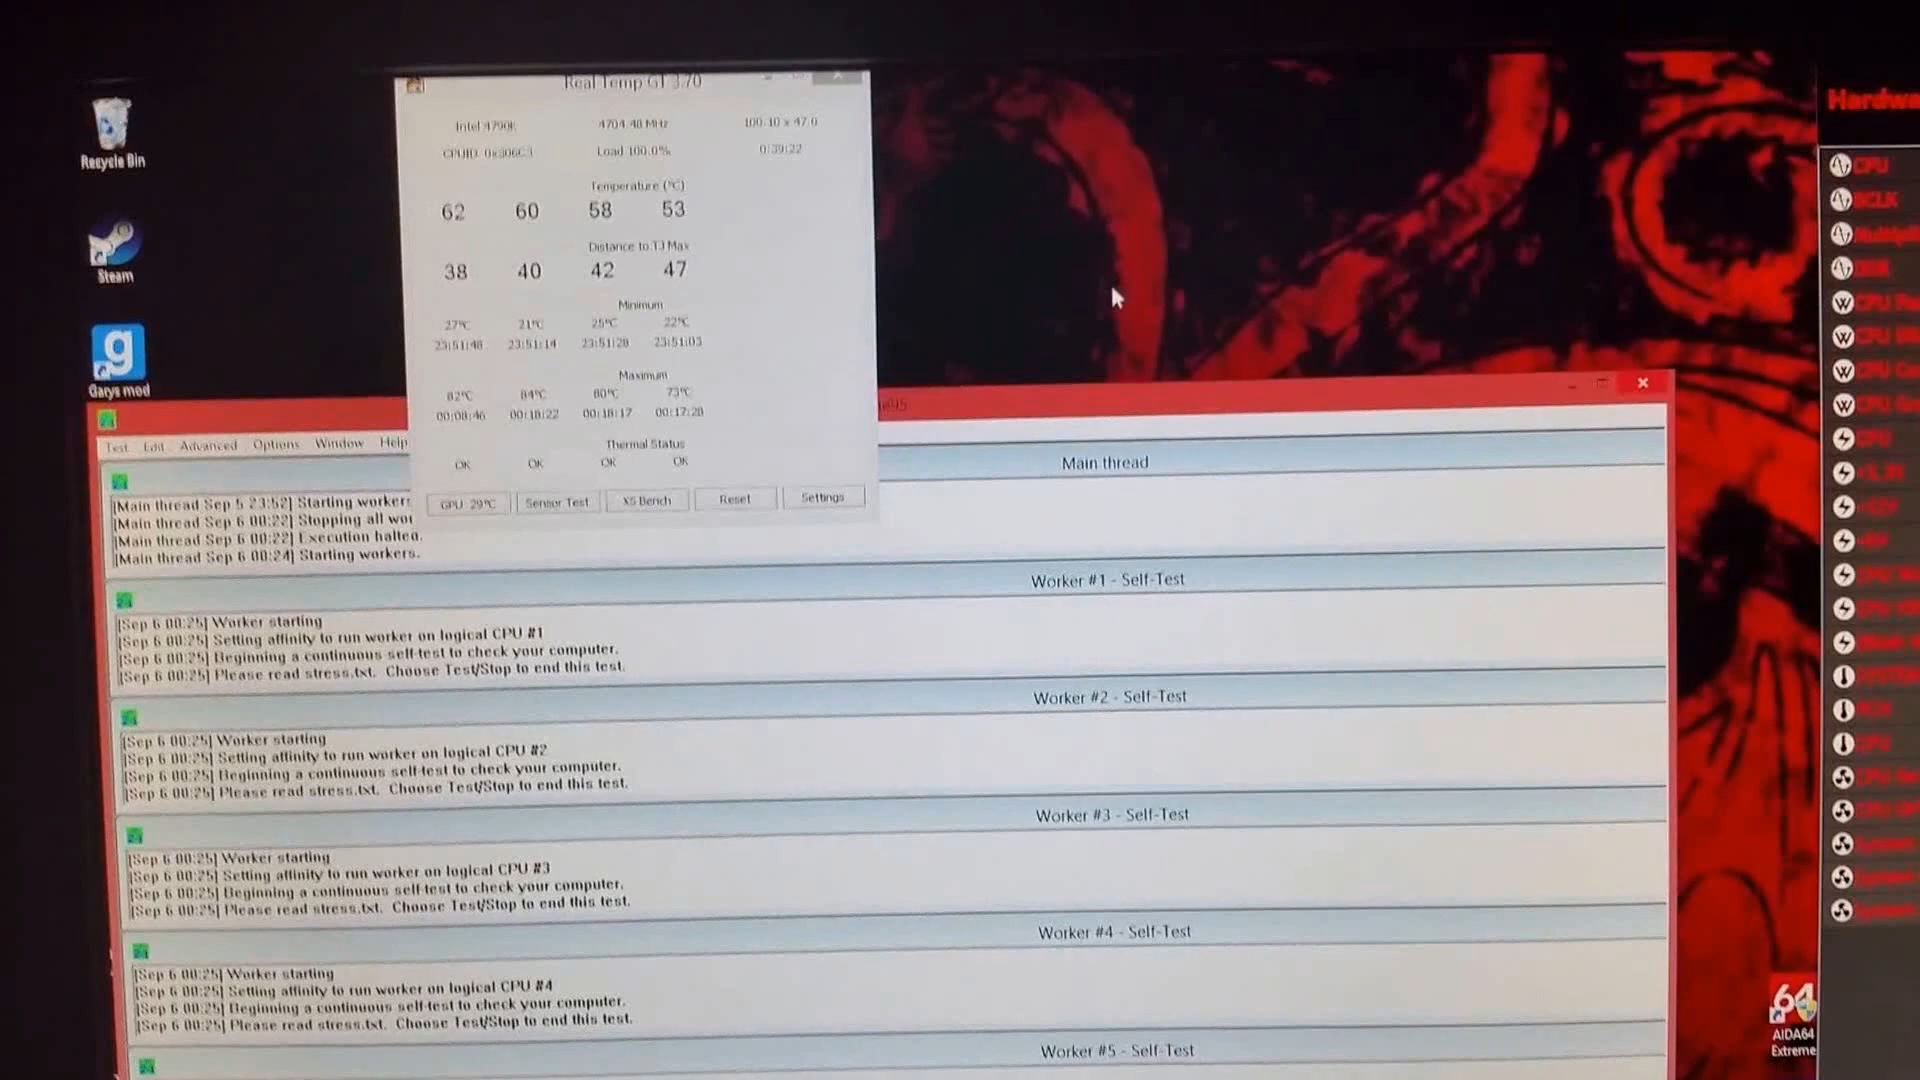 Recycle Bin
Steam
Garys mod
Real Temp GT 3.70
Intel 4790K 4704.48 MHz 100.10 x 47.0
CPUID 0x306C3 Load 100.0% 0:39:22
Temperature (°C)
62 60 58 53
Distance to TJ Max
38 40 42 47
Minimum
27°C 21°C 25°C 22°C
23:51:48 23:51:14 23:51:28 23:51:03
Maximum
82°C 84°C 80°C 73°C
00:08:46 00:18:22 00:18:17 00:17:28
Thermal Status
OK OK OK OK
GPU 29°C Sensor Test XS Bench Reset Settings
Test Edit Advanced Options Window Help
Main thread
[Main thread Sep 5 23:52] Starting workers
[Main thread Sep 6 00:22] Stopping all wor
[Main thread Sep 6 00:22] Execution halted.
[Main thread Sep 6 00:24] Starting workers.
Worker #1 - Self-Test
[Sep 6 00:25] Worker starting
[Sep 6 00:25] Setting affinity to run worker on logical CPU #1
[Sep 6 00:25] Beginning a continuous self-test to check your computer.
[Sep 6 00:25] Please read stress.txt. Choose Test/Stop to end this test.
Worker #2 - Self-Test
[Sep 6 00:25] Worker starting
[Sep 6 00:25] Setting affinity to run worker on logical CPU #2
[Sep 6 00:25] Beginning a continuous self-test to check your computer.
[Sep 6 00:25] Please read stress.txt. Choose Test/Stop to end this test.
Worker #3 - Self-Test
[Sep 6 00:25] Worker starting
[Sep 6 00:25] Setting affinity to run worker on logical CPU #3
[Sep 6 00:25] Beginning a continuous self-test to check your computer.
[Sep 6 00:25] Please read stress.txt. Choose Test/Stop to end this test.
Worker #4 - Self-Test
[Sep 6 00:25] Worker starting
[Sep 6 00:25] Setting affinity to run worker on logical CPU #4
[Sep 6 00:25] Beginning a continuous self-test to check your computer.
[Sep 6 00:25] Please read stress.txt. Choose Test/Stop to end this test.
Worker #5 - Self-Test
Hardwa
CPU
BCLK
CPU
64
AIDA64
Extreme